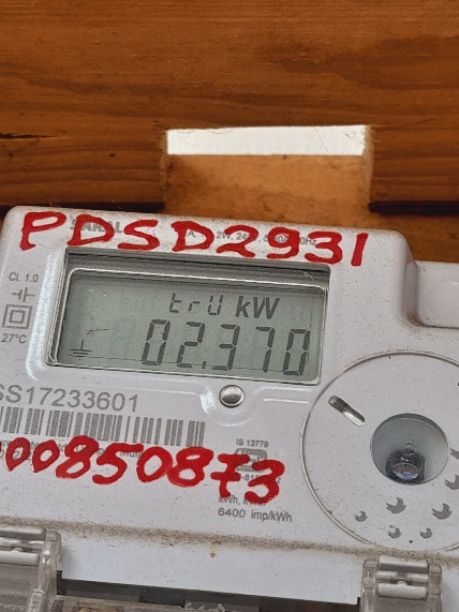 PDSD2931
CL 1.0
trU kW
02.370
27°C
SS17233601
IS 13779
00850873
6400 imp/kWh